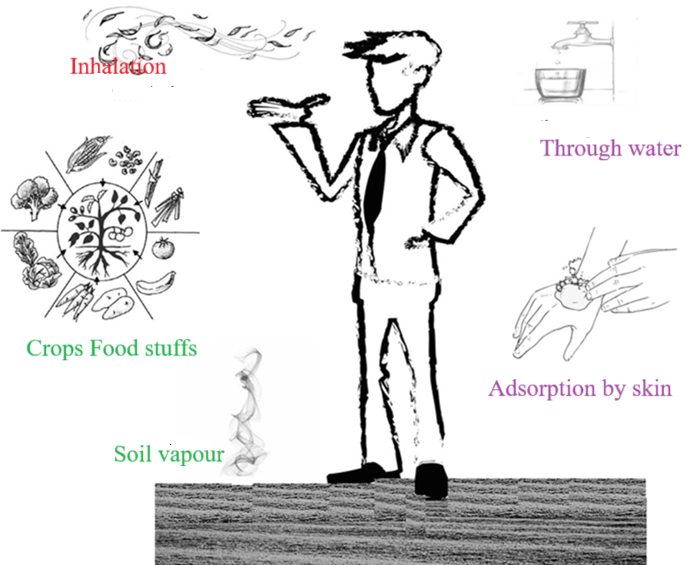 Inhalation
Through water
Crops Food stuffs
Adsorption by skin
Soil vapour